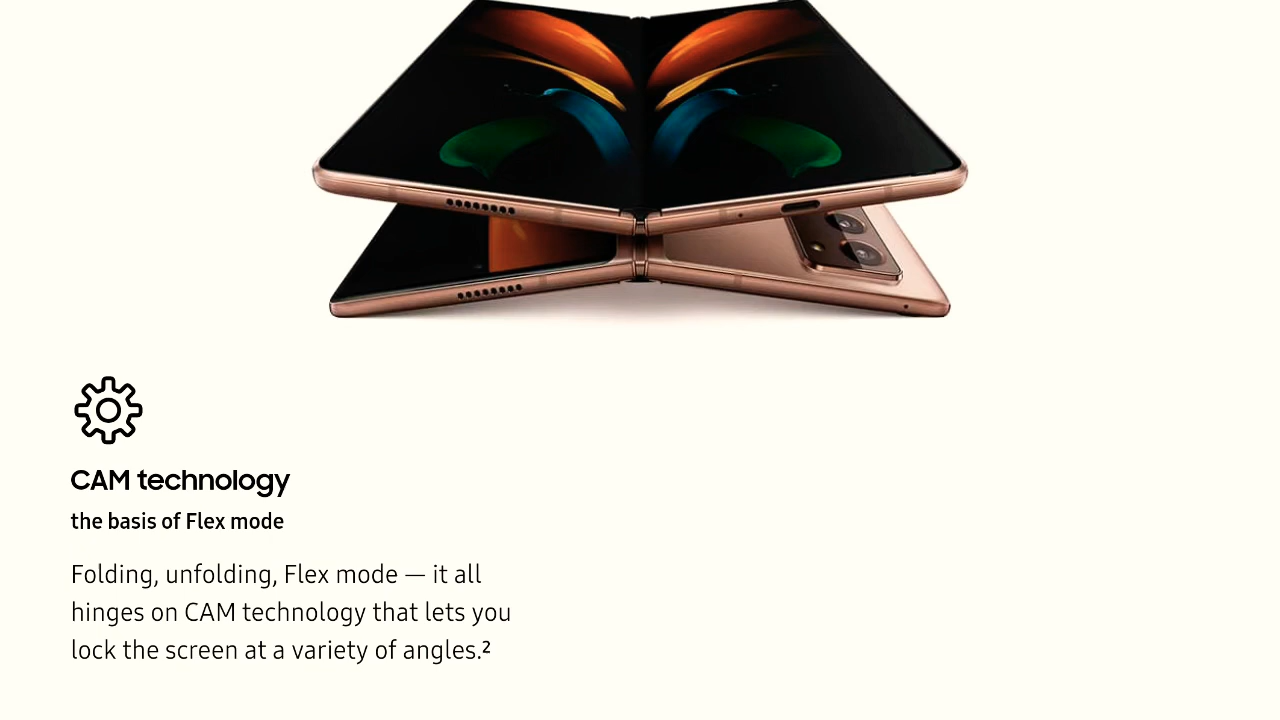 CAM technology
the basis of Flex mode
Folding, unfolding, Flex mode — it all
hinges on CAM technology that lets you
lock the screen at a variety of angles.²